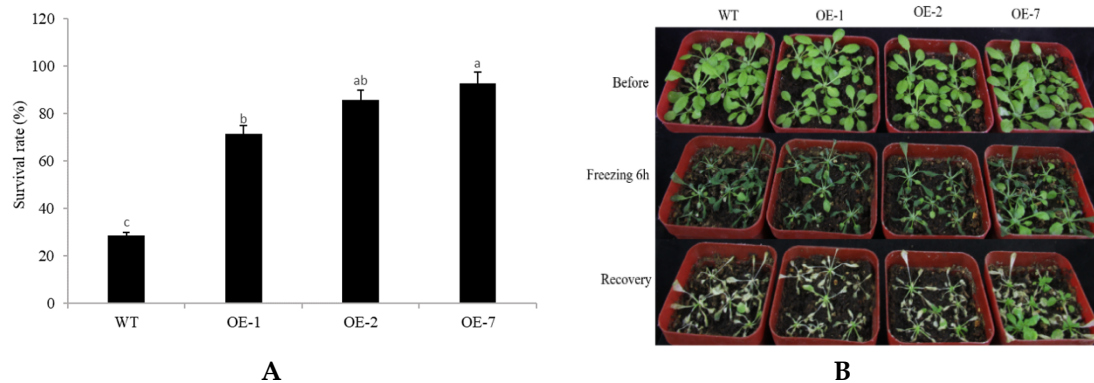 120
100
80
60
40
20
0
Survival rate (%)
c
b
ab
a
WT OE-1 OE-2 OE-7
A
WT OE-1 OE-2 OE-7
Before
Freezing 6h
Recovery
B